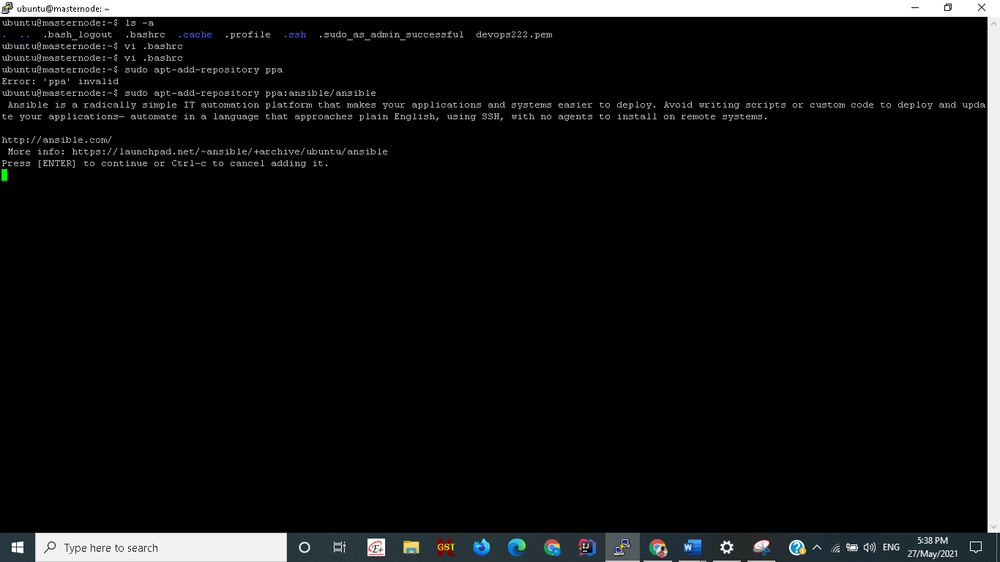 ubuntu@masternode: ~
ubuntu@masternode:~$ ls -a
. .. .bash_logout .bashrc .cache .profile .ssh .sudo_as_admin_successful devops222.pem
ubuntu@masternode:~$ vi .bashrc
ubuntu@masternode:~$ vi .bashrc
ubuntu@masternode:~$ sudo apt-add-repository ppa
Error: 'ppa' invalid
ubuntu@masternode:~$ sudo apt-add-repository ppa:ansible/ansible
Ansible is a radically simple IT automation platform that makes your applications and systems easier to deploy. Avoid writing scripts or custom code to deploy and upda
te your applications— automate in a language that approaches plain English, using SSH, with no agents to install on remote systems.
http://ansible.com/
More info: https://launchpad.net/~ansible/+archive/ubuntu/ansible
Press [ENTER] to continue or Ctrl-c to cancel adding it.
Type here to search
E+
GST
IJ
W
ENG
5:38 PM
27/May/2021